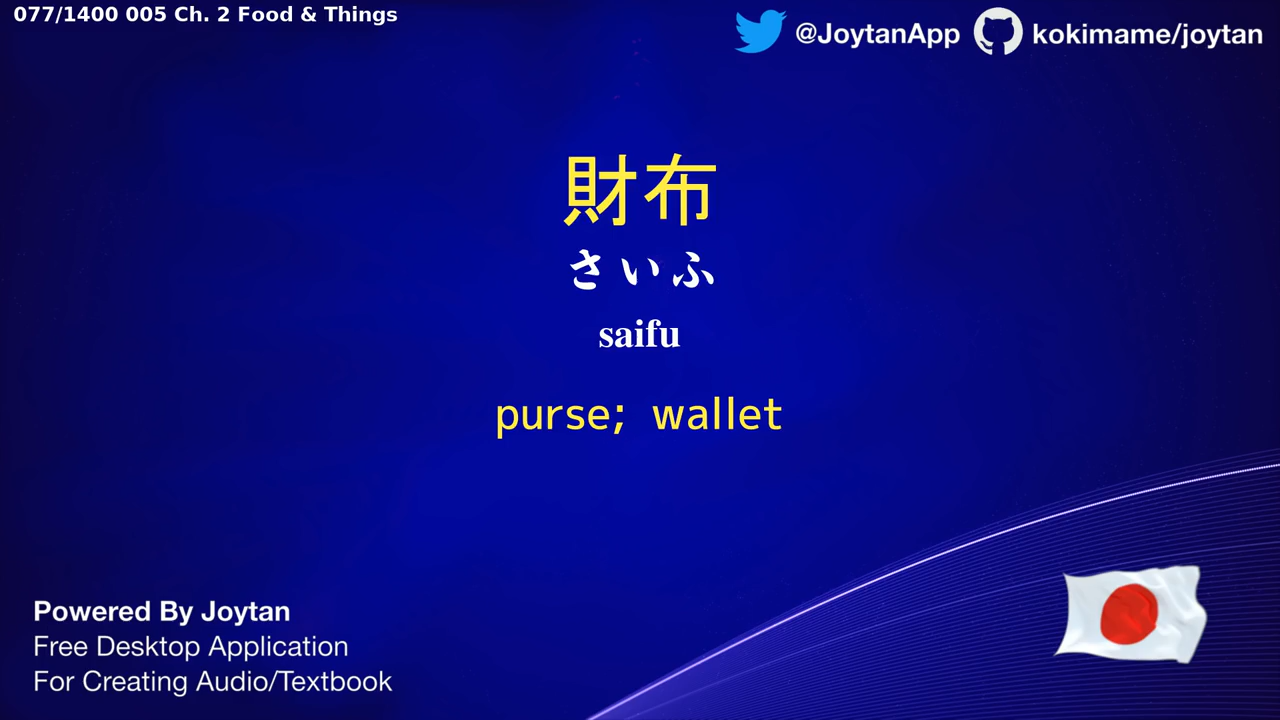 077/1400 005 Ch. 2 Food & Things
@JoytanApp kokimame/joytan
財布
さいふ
saifu
purse; wallet
Powered By Joytan
Free Desktop Application
For Creating Audio/Textbook